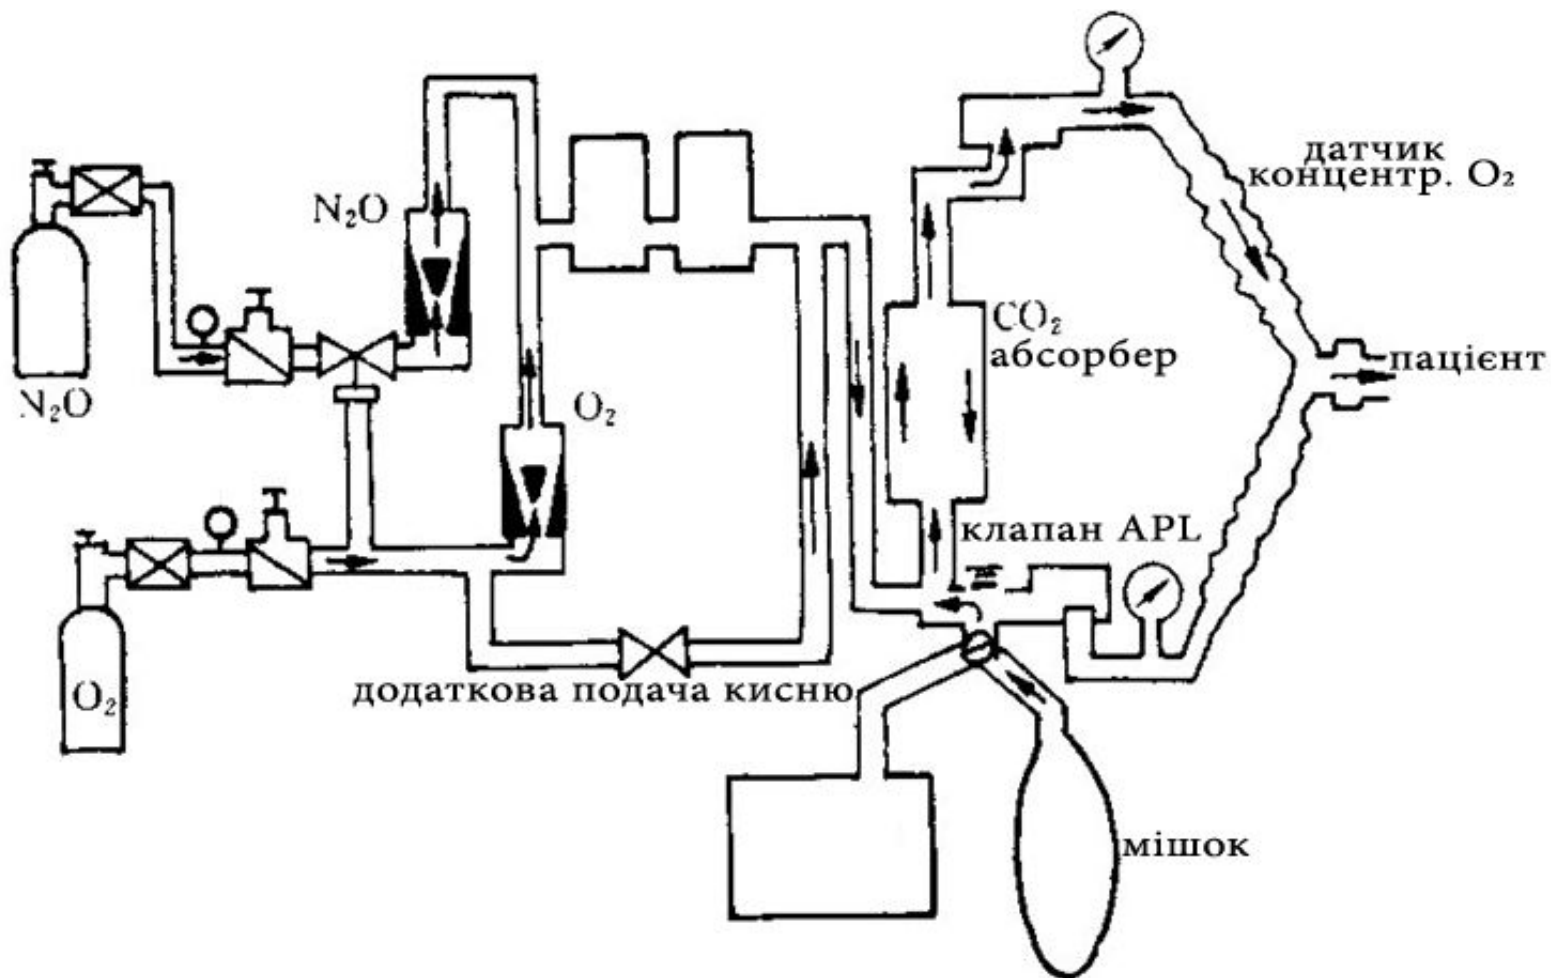 датчик
концентр. O₂
N₂O
CO₂
абсорбер
пацієнт
N₂O
O₂
клапан APL
O₂
додаткова подача кисню
мішок